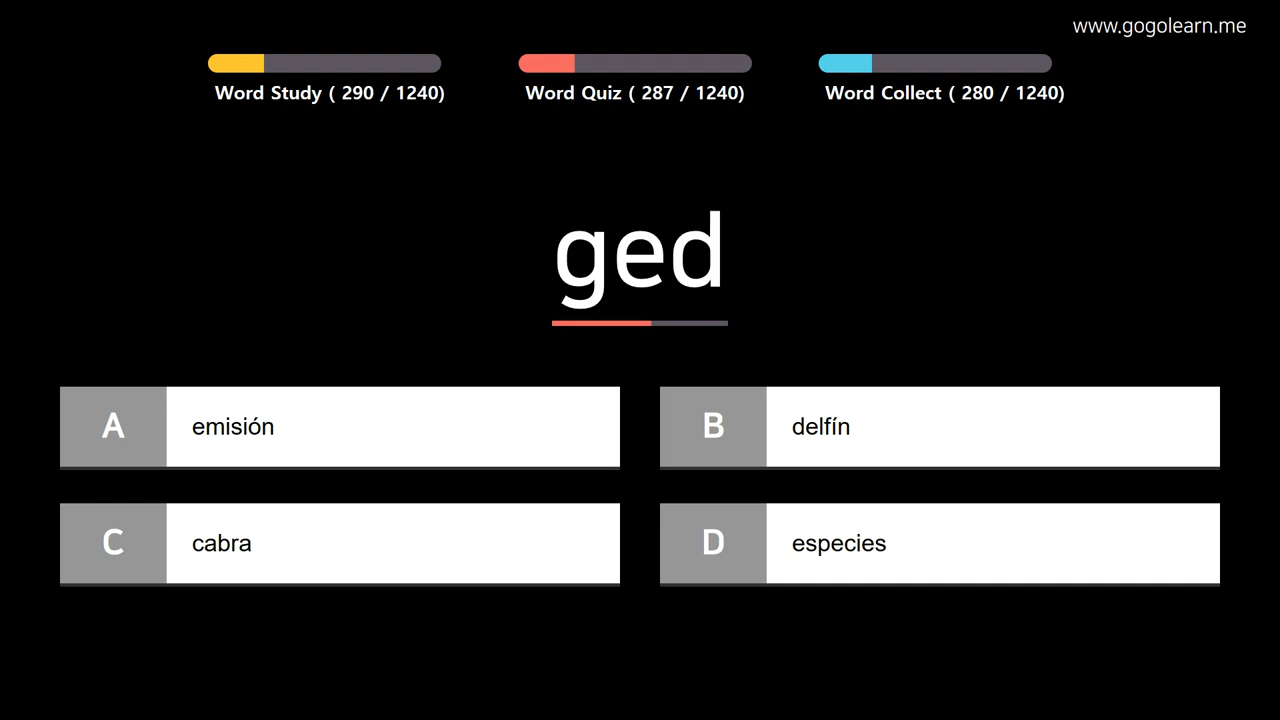 www.gogolearn.me
Word Study ( 290 / 1240)
Word Quiz ( 287 / 1240)
Word Collect ( 280 / 1240)
ged
A emisión
B delfín
C cabra
D especies